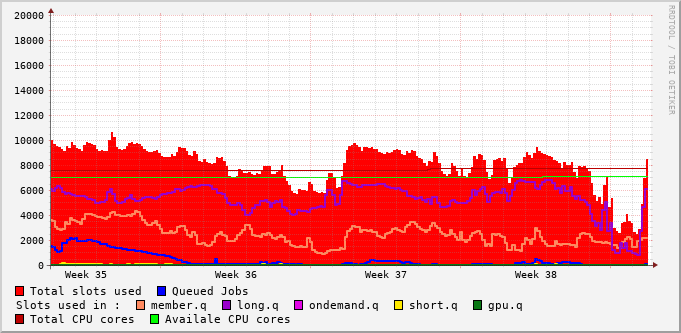 20000
18000
16000
14000
12000
10000
8000
6000
4000
2000
0
Week 35 Week 36 Week 37 Week 38
Total slots used Queued Jobs
Slots used in : member.q long.q ondemand.q short.q gpu.q
Total CPU cores Availale CPU cores
RRDTOOL / TOBI OETIKER